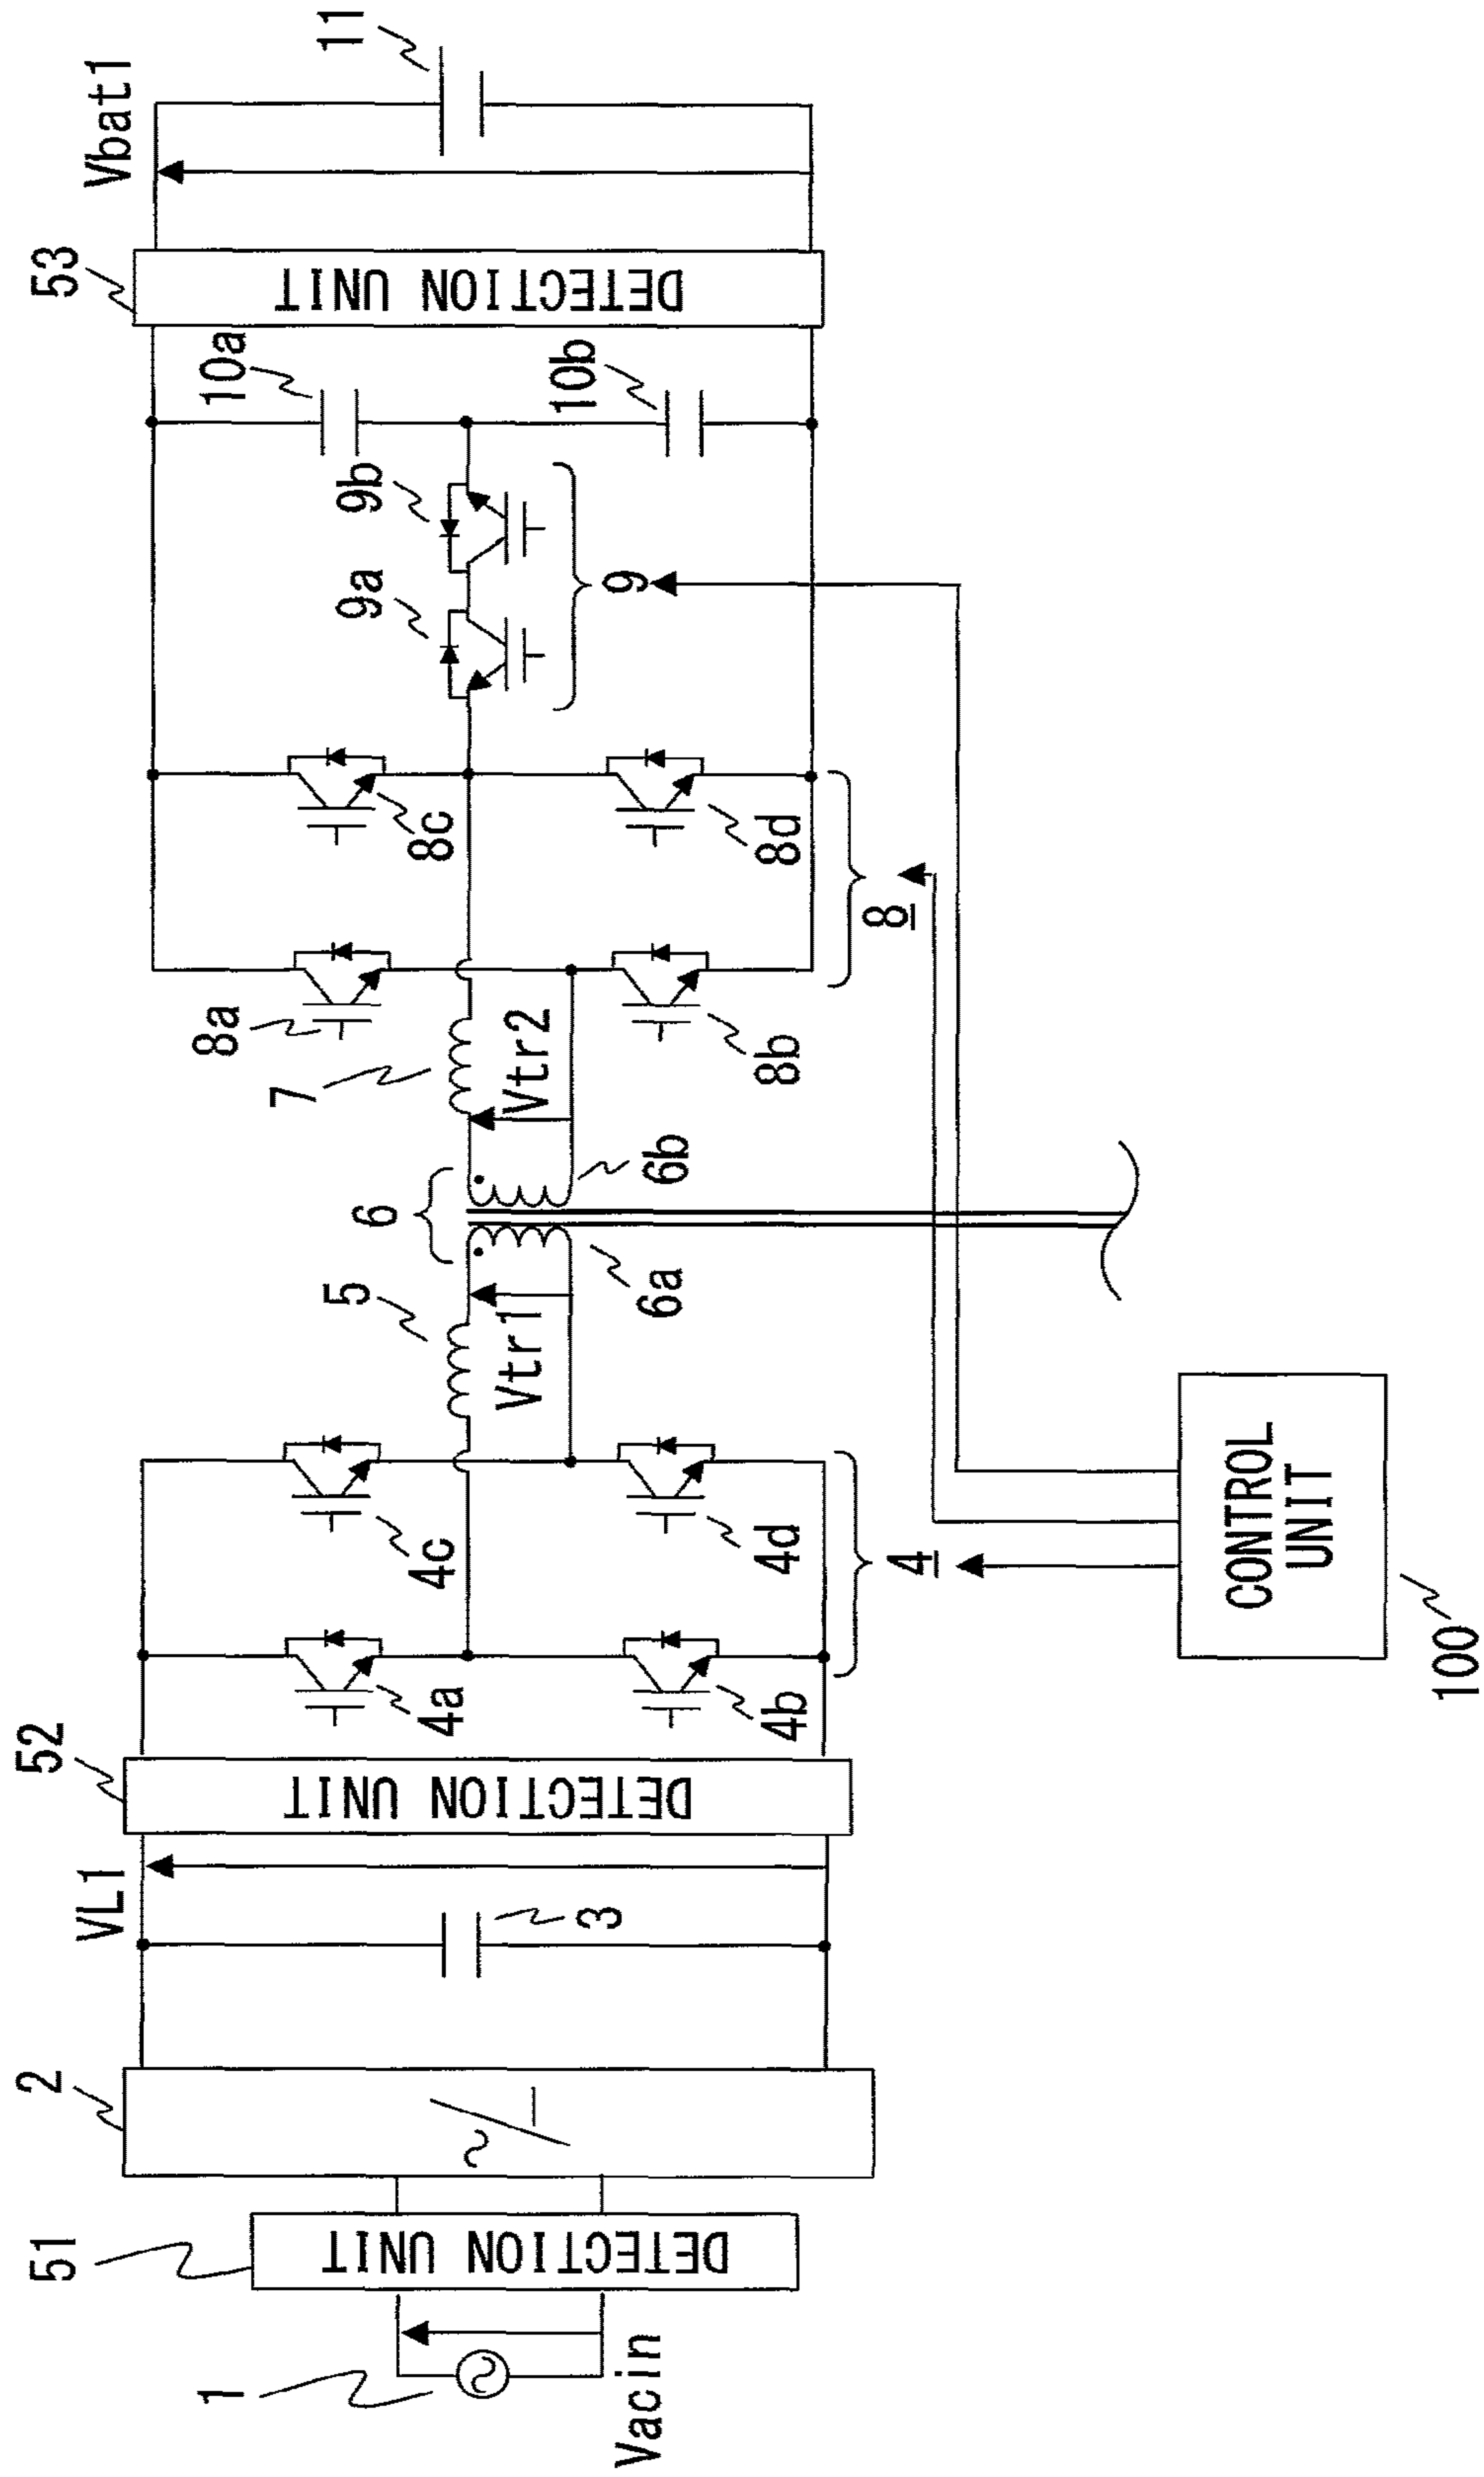 1
Vacin
51
DETECTION UNIT
2
VL1
3
52
DETECTION UNIT
4a
4b
4c
4d
4
5
Vtr1
6
6a
6b
7
Vtr2
8a
8b
8c
8d
8
9a
9b
9
10a
10b
53
DETECTION UNIT
Vbat1
11
CONTROL
UNIT
100